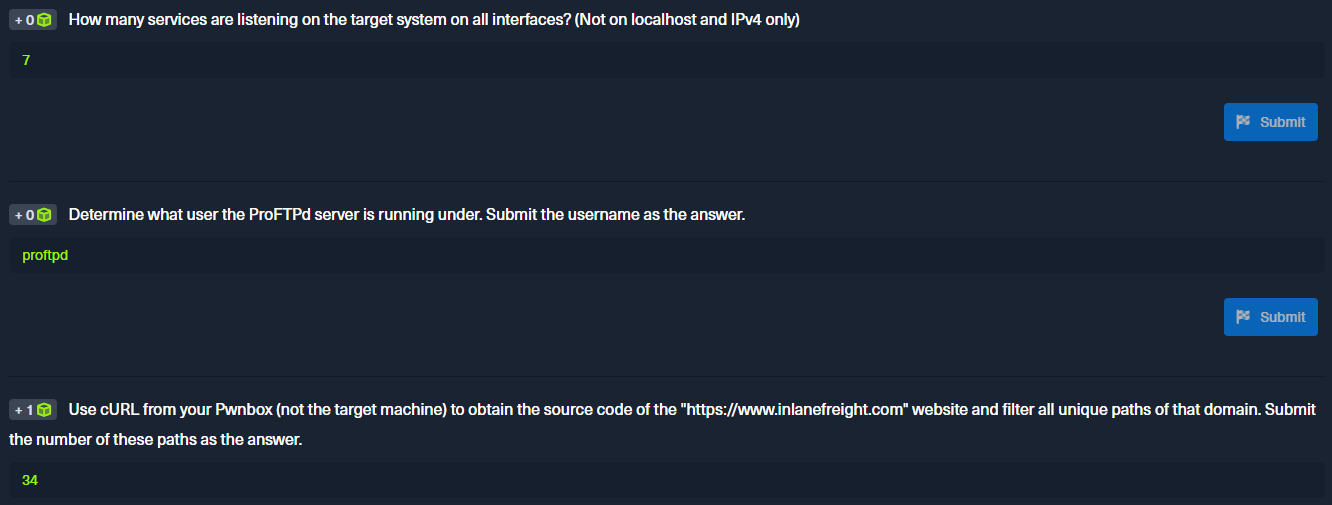 + 0 How many services are listening on the target system on all interfaces? (Not on localhost and IPv4 only)
7
Submit
+ 0 Determine what user the ProFTPd server is running under. Submit the username as the answer.
proftpd
Submit
+ 1 Use cURL from your Pwnbox (not the target machine) to obtain the source code of the "https://www.inlanefreight.com" website and filter all unique paths of that domain. Submit
the number of these paths as the answer.
34